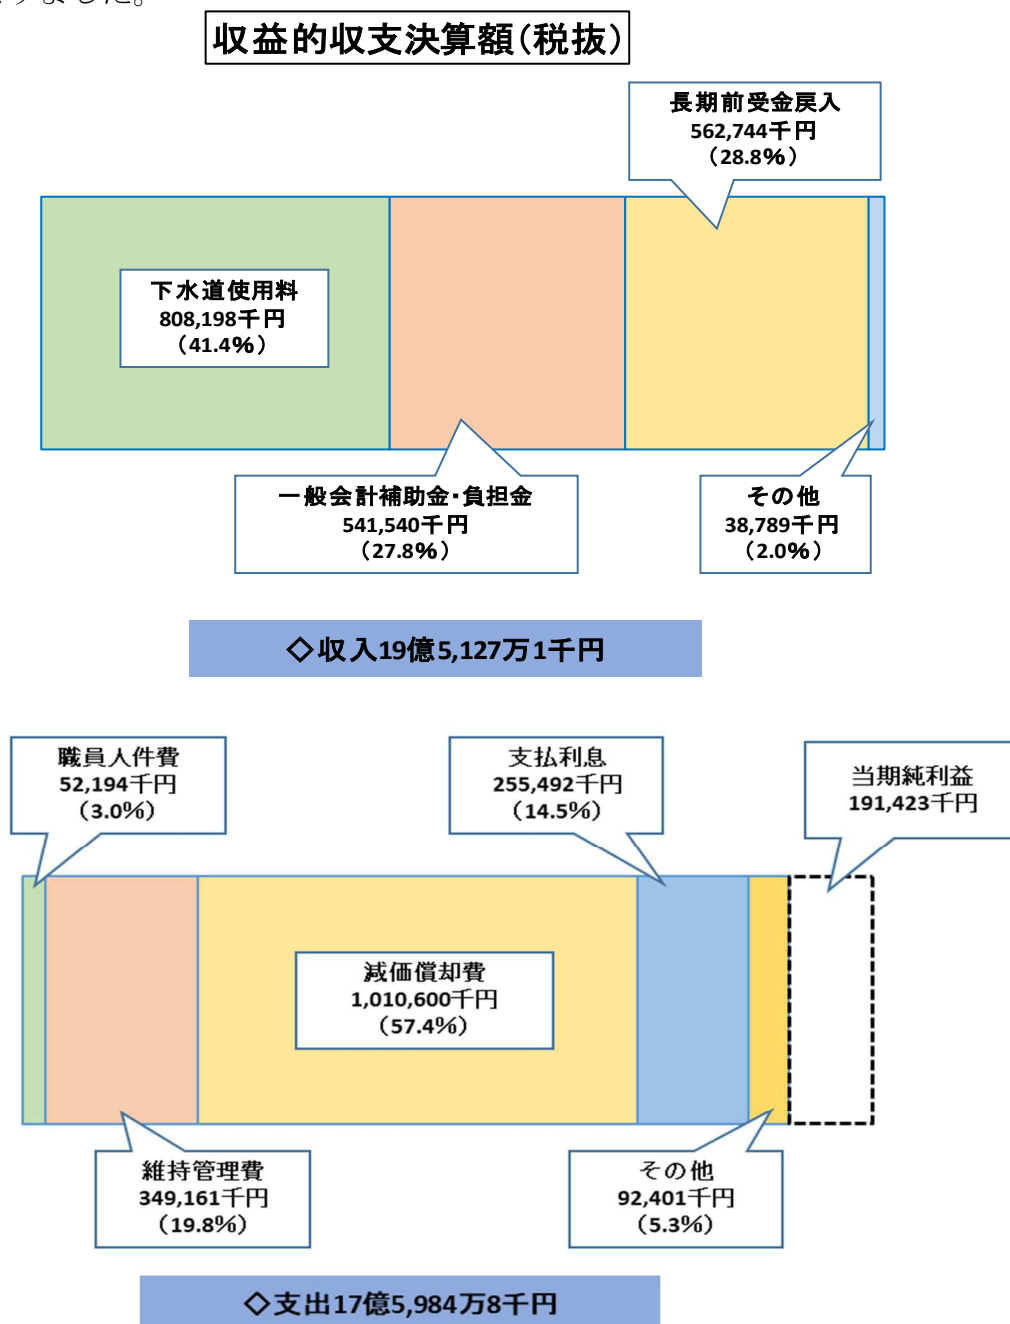 りました。
収益的収支決算額(税抜)
長期前受金戻入
562,744千円
(28.8%)
下水道使用料
808,198千円
(41.4%)
一般会計補助金・負担金
541,540千円
(27.8%)
その他
38,789千円
(2.0%)
◇収入19億5,127万1千円
職員人件費
52,194千円
(3.0%)
支払利息
255,492千円
(14.5%)
当期純利益
191,423千円
減価償却費
1,010,600千円
(57.4%)
維持管理費
349,161千円
(19.8%)
その他
92,401千円
(5.3%)
◇支出17億5,984万8千円